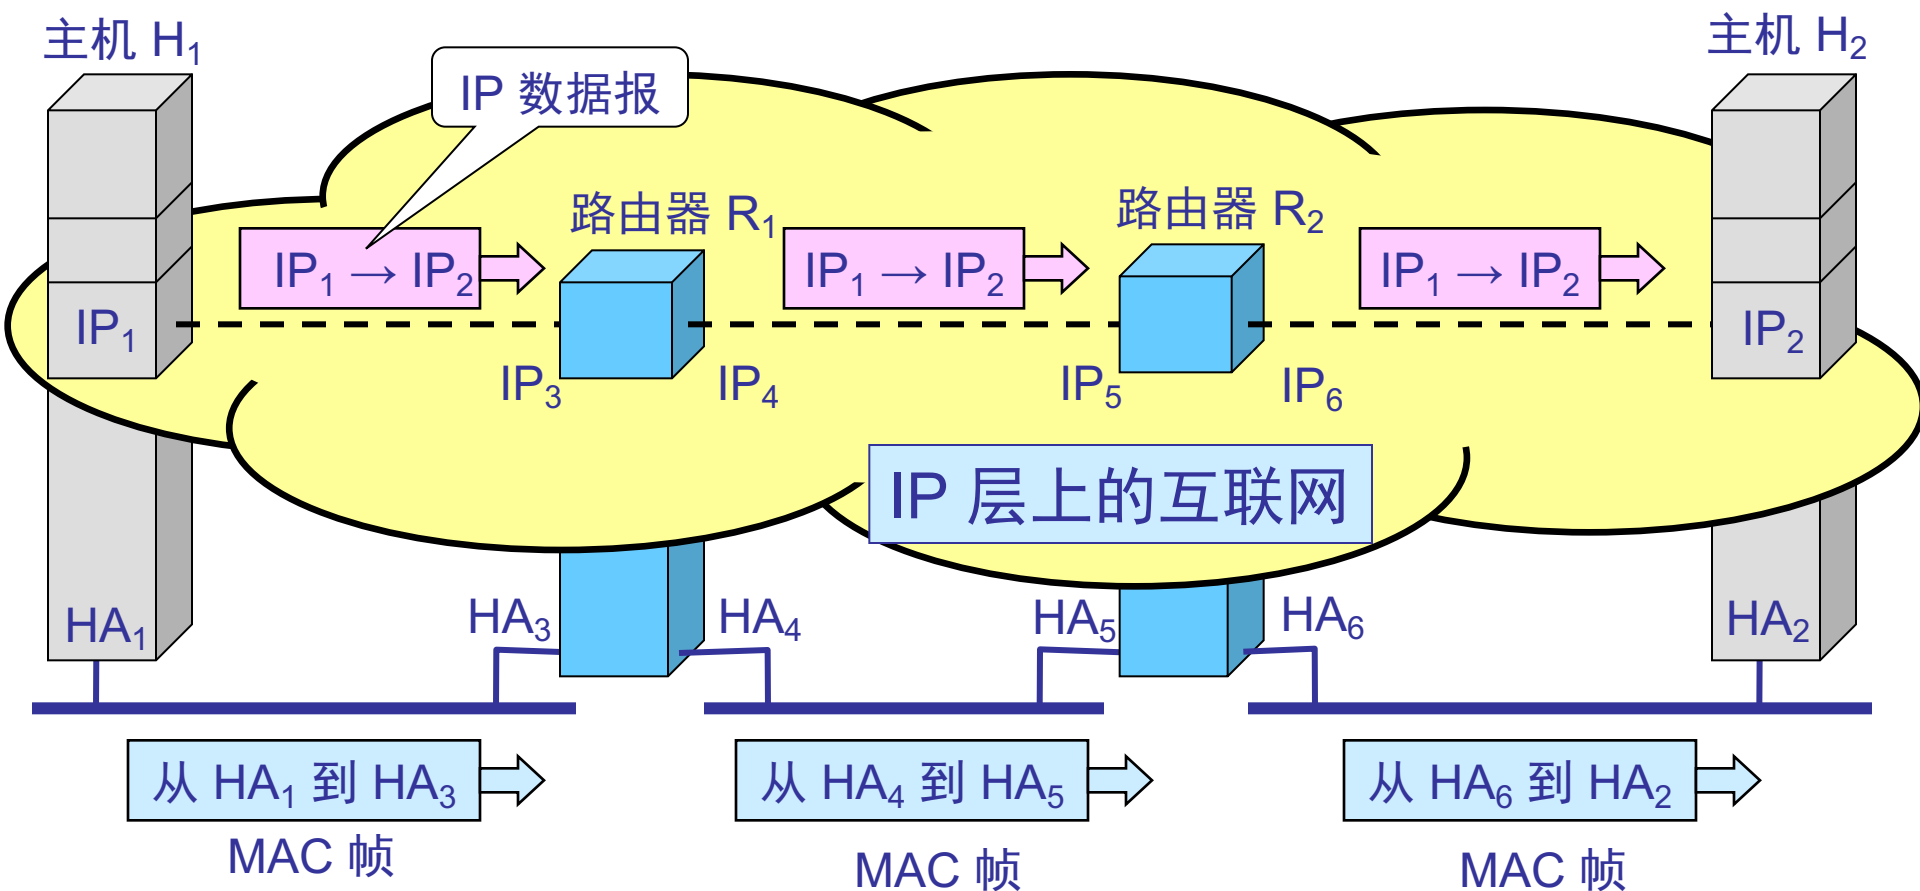 主机 H₁
主机 H₂
IP 数据报
路由器 R₁
路由器 R₂
IP₁ → IP₂
IP₁ → IP₂
IP₁ → IP₂
IP₁
IP₂
IP₃
IP₄
IP₅
IP₆
IP 层上的互联网
HA₁
HA₃
HA₄
HA₅
HA₆
HA₂
从 HA₁ 到 HA₃
从 HA₄ 到 HA₅
从 HA₆ 到 HA₂
MAC 帧
MAC 帧
MAC 帧